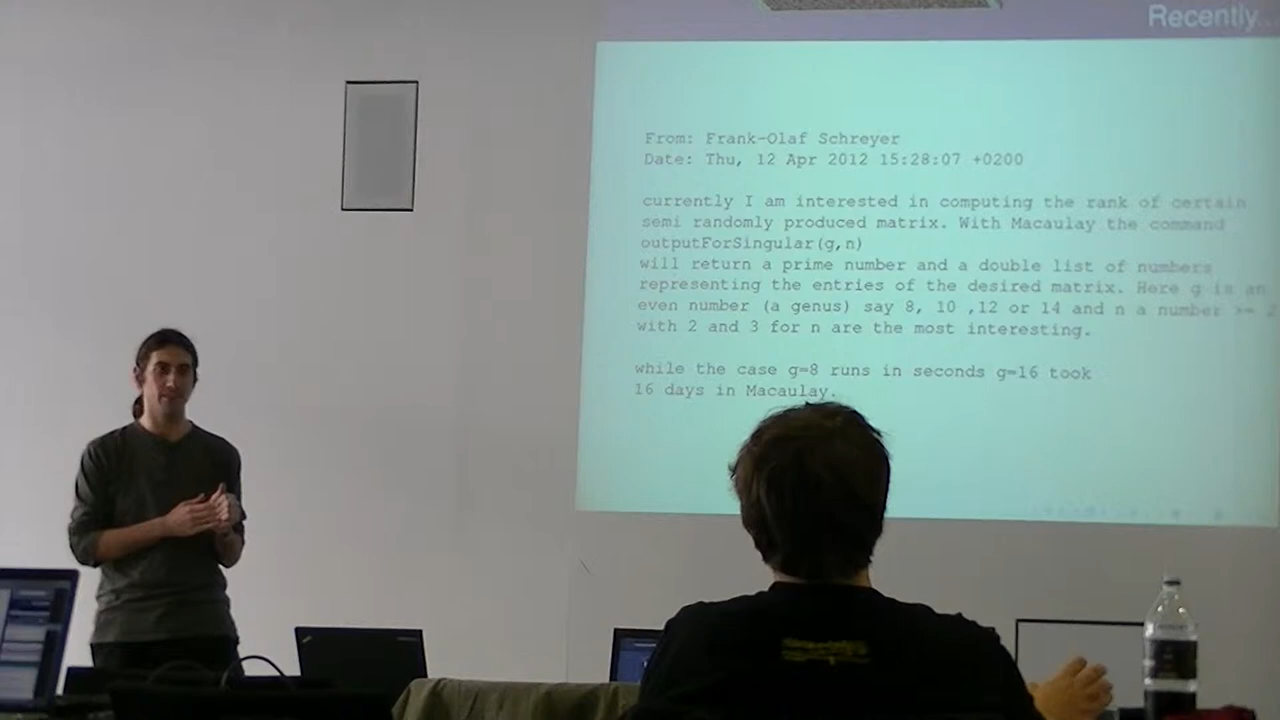 Recently...
From: Frank-Olaf Schreyer
Date: Thu, 12 Apr 2012 15:28:07 +0200
currently I am interested in computing the rank of certain
semi randomly produced matrix. With Macaulay the command
outputForSingular(g,n)
will return a prime number and a double list of numbers
representing the entries of the desired matrix. Here g is an
even number (a genus) say 8, 10 ,12 or 14 and n a number >= 2
with 2 and 3 for n are the most interesting.
while the case g=8 runs in seconds g=16 took
16 days in Macaulay.